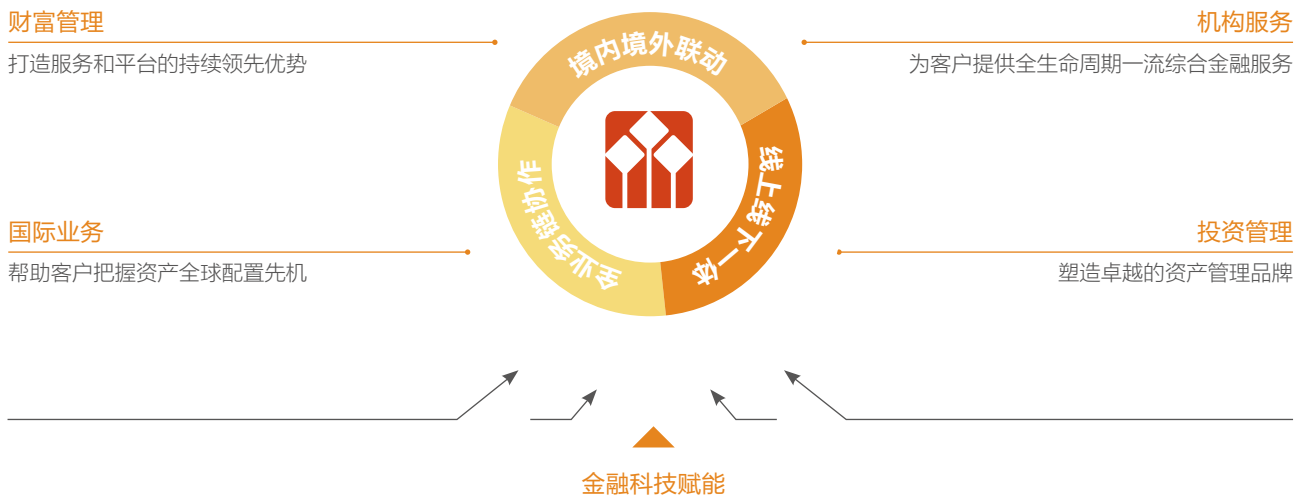 财富管理
打造服务和平台的持续领先优势
机构服务
为客户提供全生命周期一流综合金融服务
境内境外联动
线上线下一体
全业务链协作
国际业务
帮助客户把握资产全球配置先机
投资管理
塑造卓越的资产管理品牌
金融科技赋能